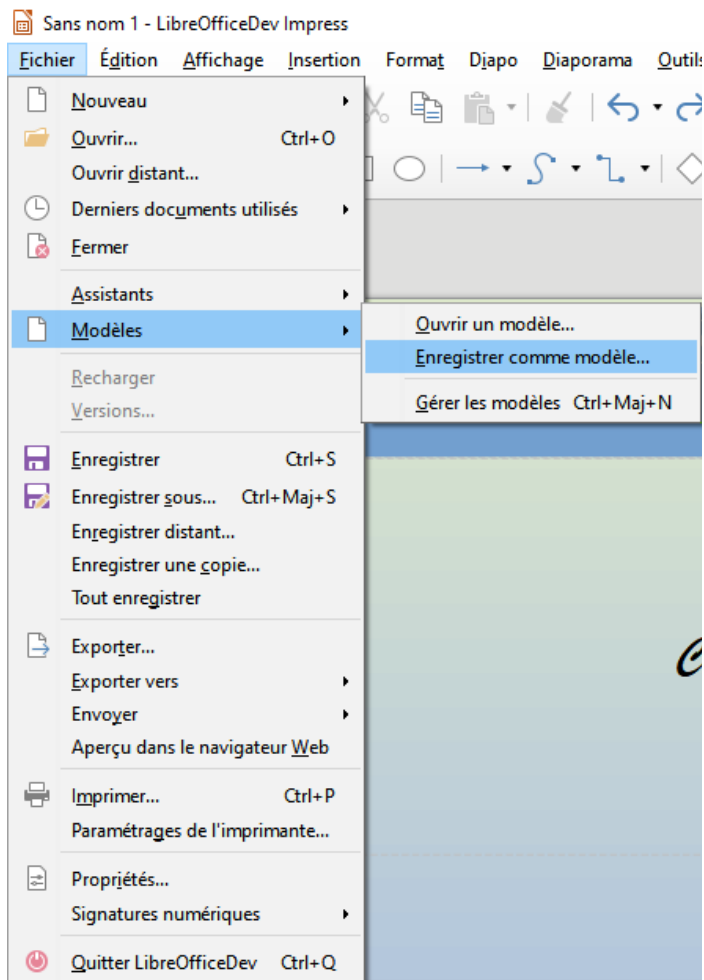 Sans nom 1 - LibreOfficeDev Impress
Fichier Édition Affichage Insertion Format Diapo Diaporama Outils
Nouveau
Ouvrir... Ctrl+O
Ouvrir distant...
Derniers documents utilisés
Fermer
Assistants
Modèles
Ouvrir un modèle...
Enregistrer comme modèle...
Gérer les modèles Ctrl+Maj+N
Recharger
Versions...
Enregistrer Ctrl+S
Enregistrer sous... Ctrl+Maj+S
Enregistrer distant...
Enregistrer une copie...
Tout enregistrer
Exporter...
Exporter vers
Envoyer
Aperçu dans le navigateur Web
Imprimer... Ctrl+P
Paramétrages de l'imprimante...
Propriétés...
Signatures numériques
Quitter LibreOfficeDev Ctrl+Q